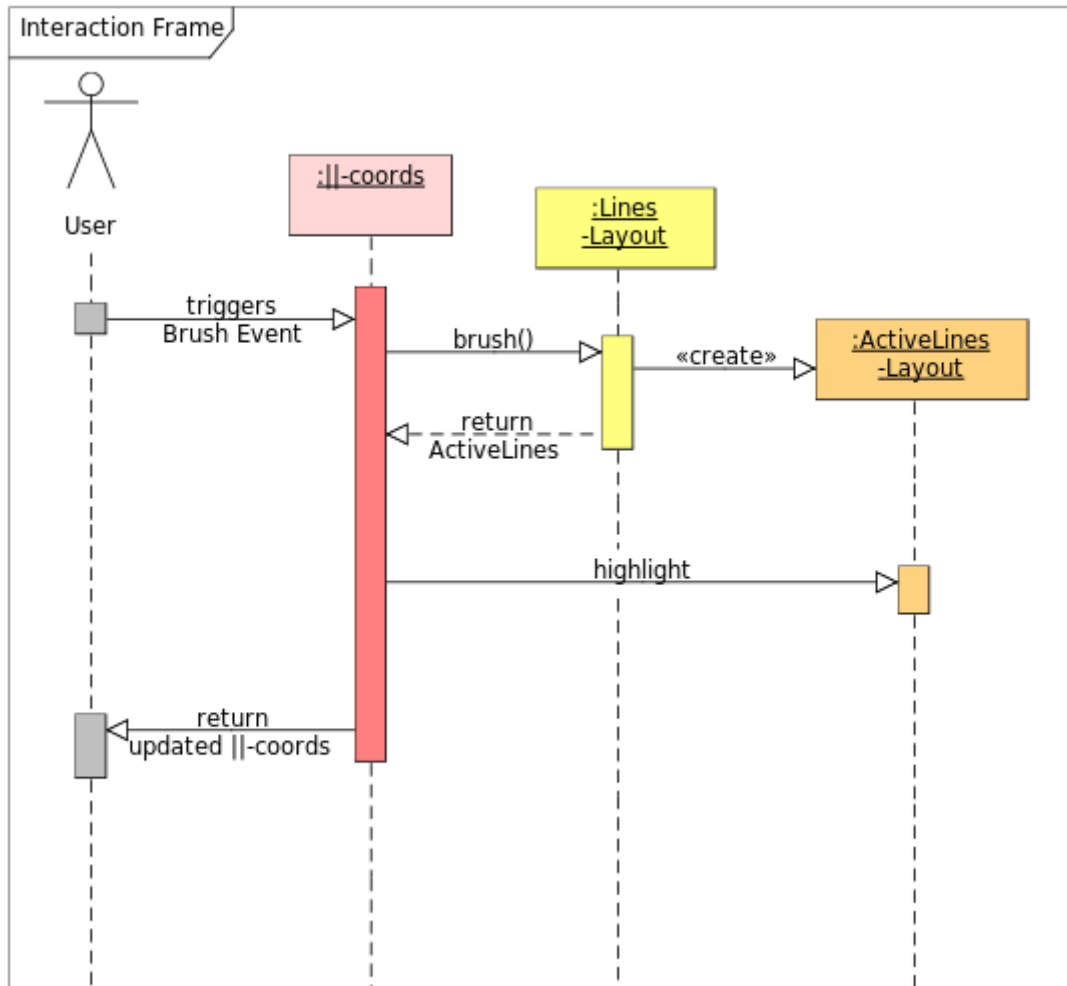 Interaction Frame
User
:||-coords
:Lines
-Layout
triggers
Brush Event
brush()
«create»
:ActiveLines
-Layout
return
ActiveLines
highlight
return
updated ||-coords